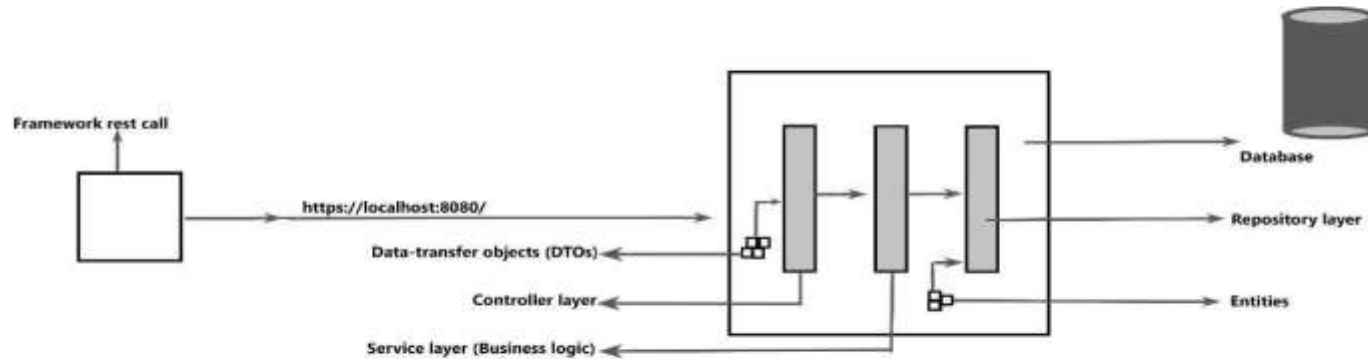 Framework rest call
https://localhost:8080/
Data-transfer objects (DTOs)
Controller layer
Service layer (Business logic)
Database
Repository layer
Entities